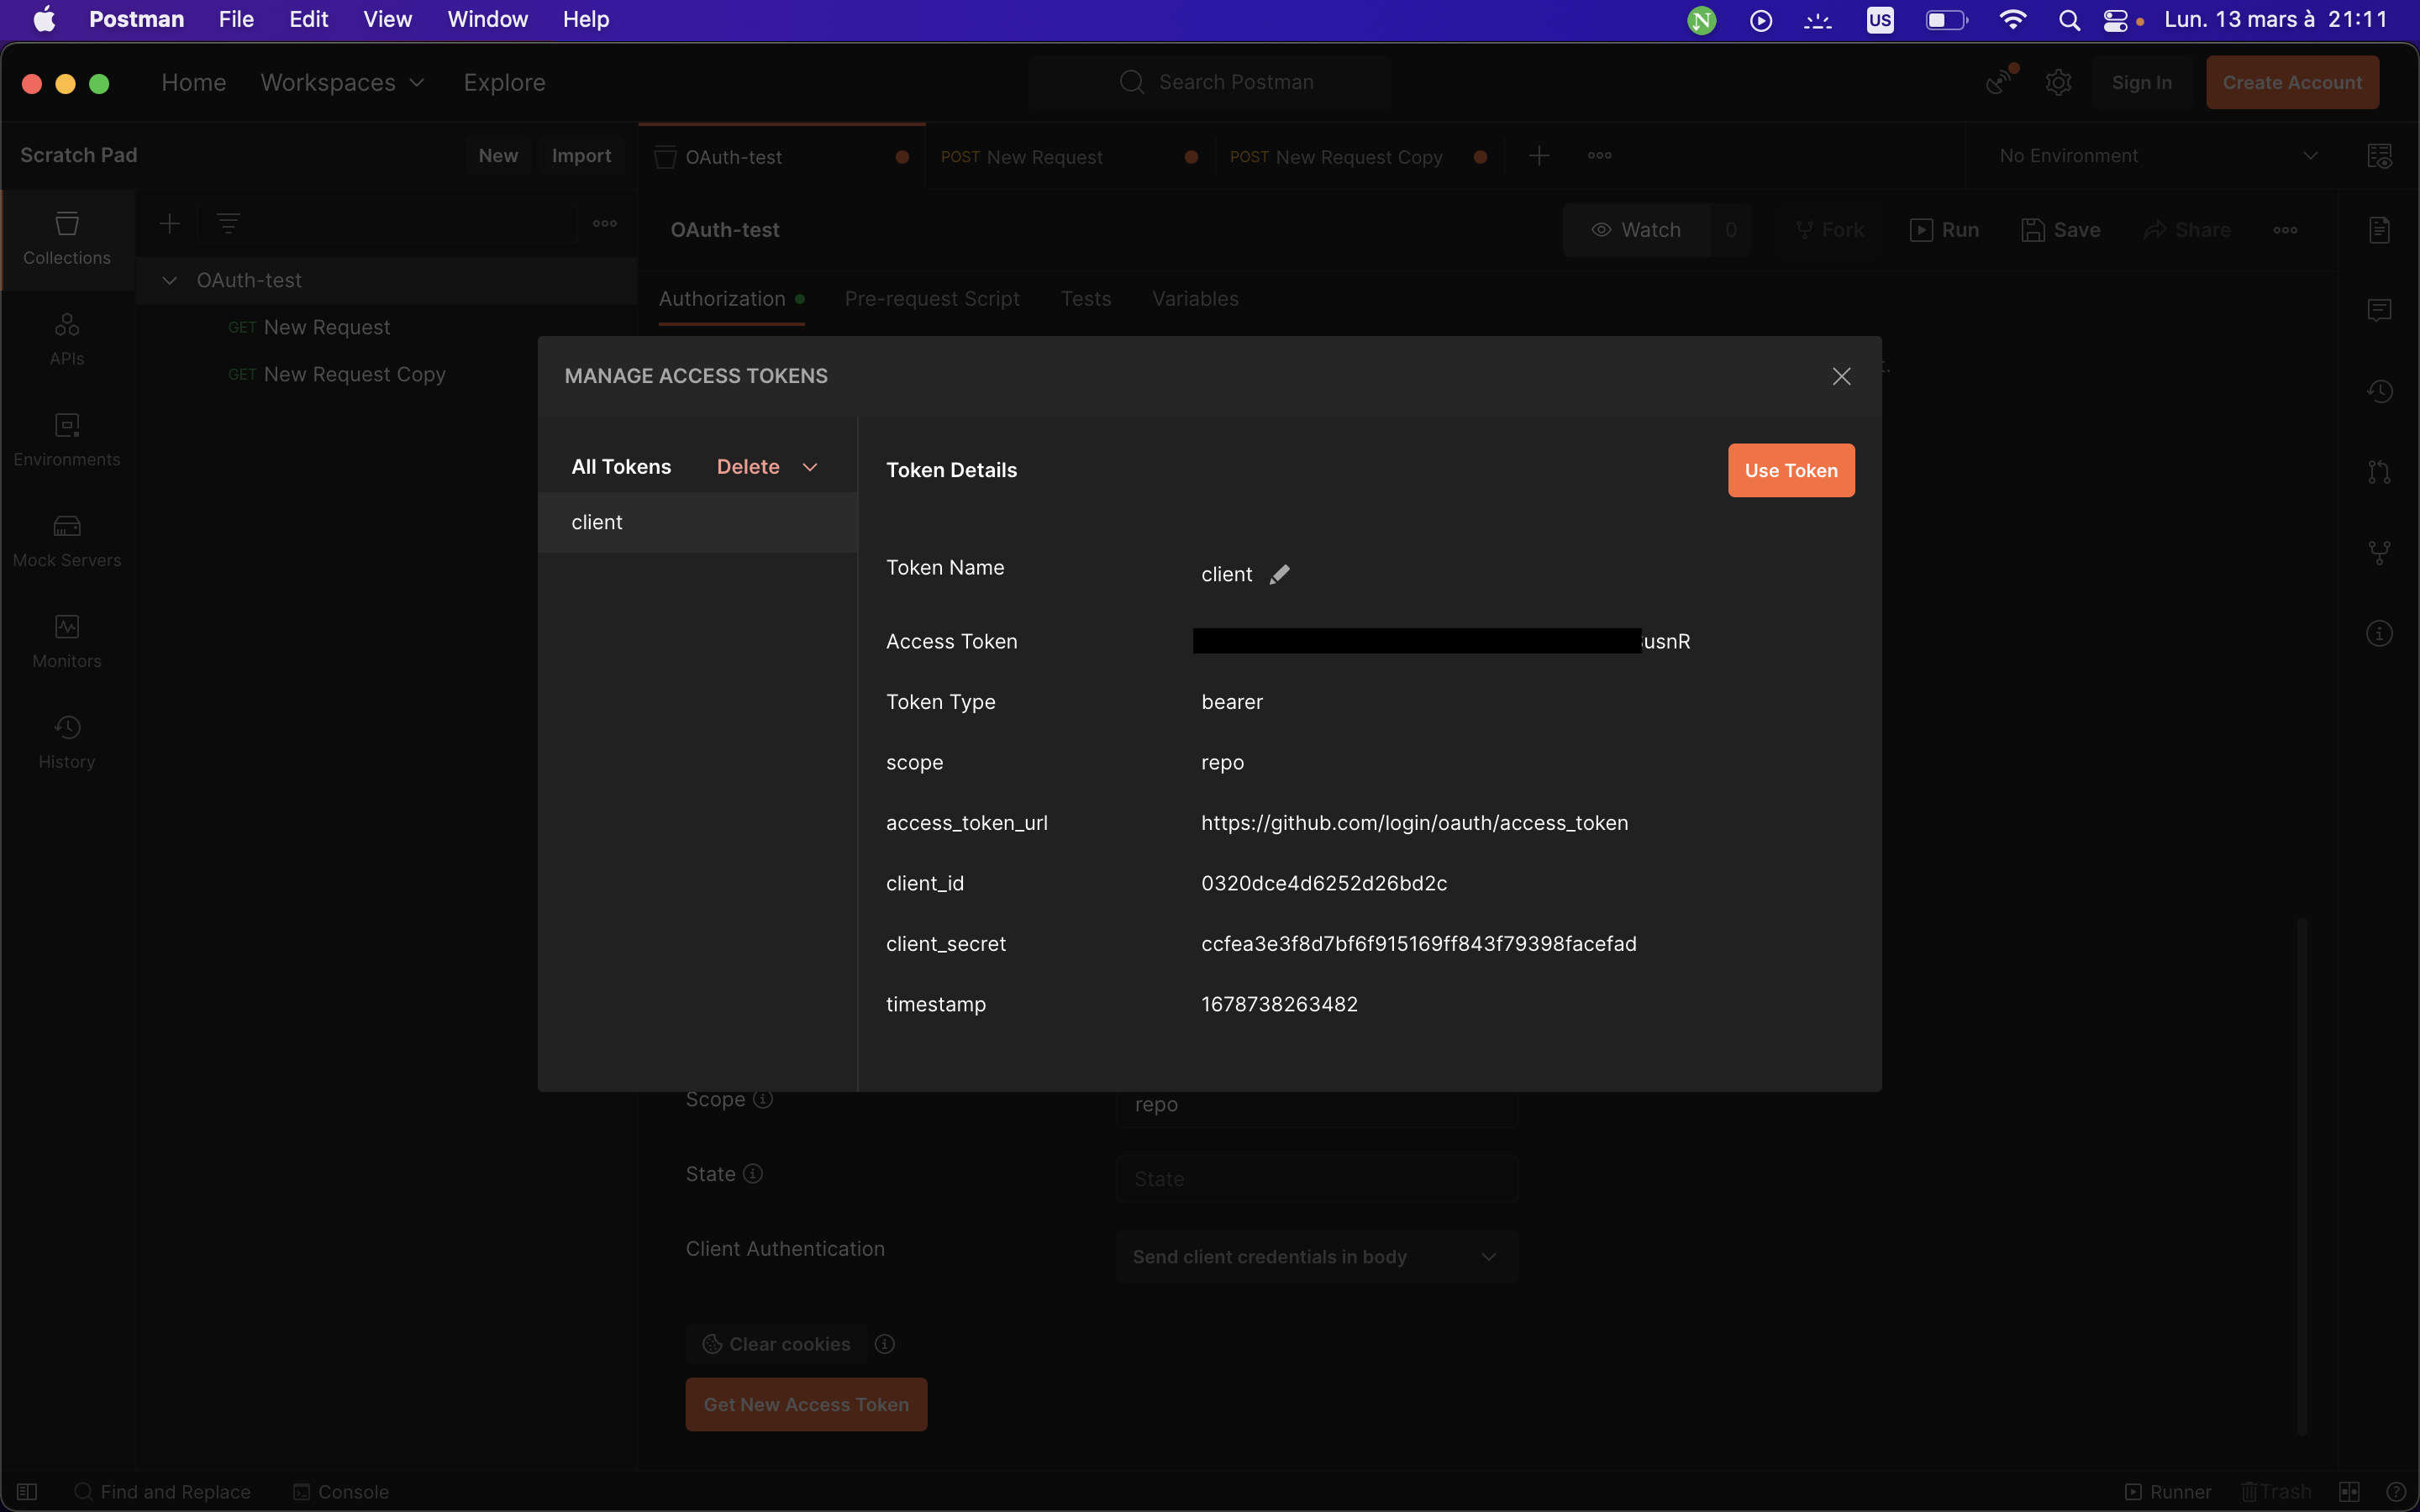 Postman File Edit View Window Help US Lun. 13 mars à 21:11
Home Workspaces Explore Search Postman Sign In Create Account
Scratch Pad New Import OAuth-test POST New Request POST New Request Copy No Environment
OAuth-test Watch 0 Fork Run Save Share
Collections
OAuth-test
Authorization Pre-request Script Tests Variables
GET New Request
APIs
GET New Request Copy
MANAGE ACCESS TOKENS
Environments
All Tokens Delete
Token Details
Use Token
client
Mock Servers
Token Name client
Access Token usnR
Monitors
Token Type bearer
History
scope repo
access_token_url https://github.com/login/oauth/access_token
client_id 0320dce4d6252d26bd2c
client_secret ccfea3e3f8d7bf6f915169ff843f79398facefad
timestamp 1678738263482
Scope repo
State State
Client Authentication Send client credentials in body
Clear cookies
Get New Access Token
Find and Replace Console Runner Trash